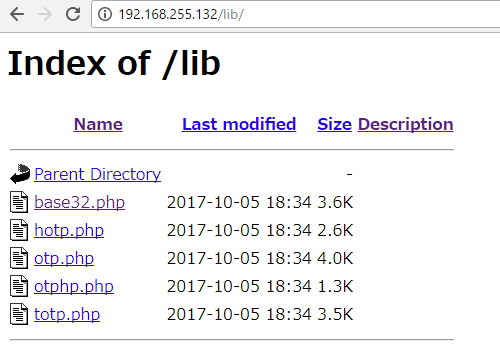 192.168.255.132/lib/
Index of /lib
Name Last modified Size Description
Parent Directory -
base32.php 2017-10-05 18:34 3.6K
hotp.php 2017-10-05 18:34 2.6K
otp.php 2017-10-05 18:34 4.0K
otphp.php 2017-10-05 18:34 1.3K
totp.php 2017-10-05 18:34 3.5K